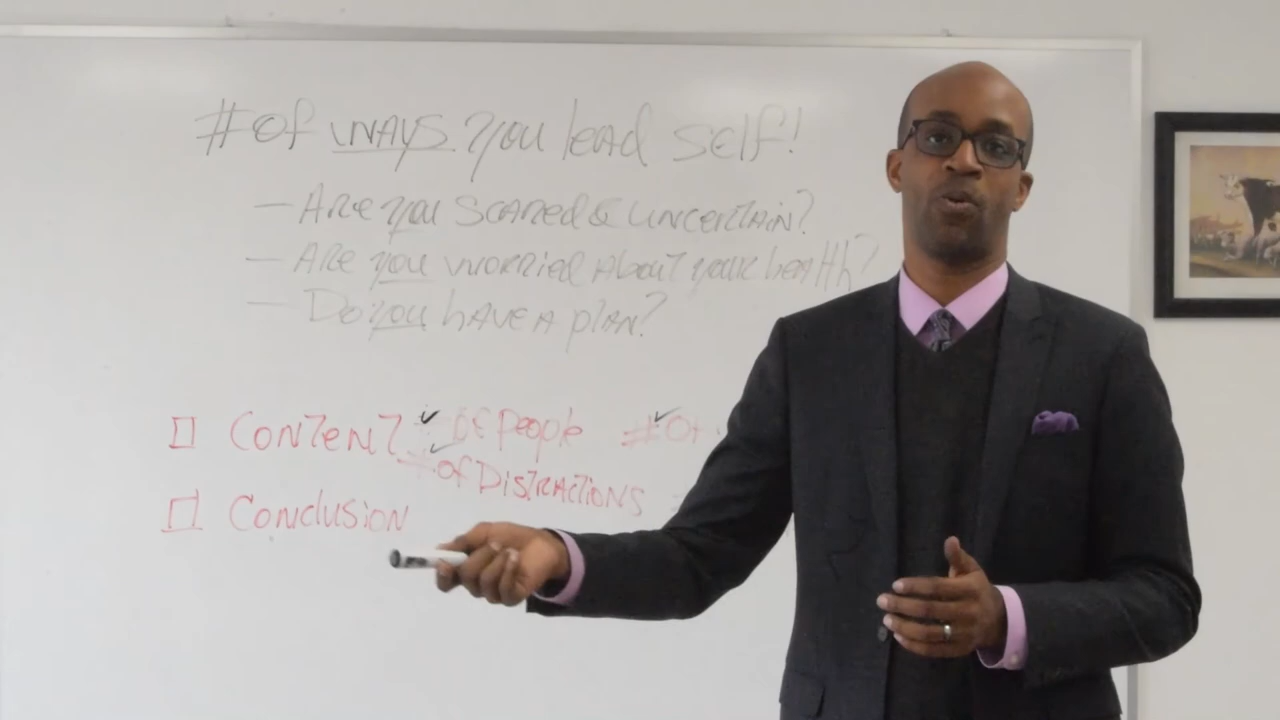 # of WAYS you lead self!
- Are you scared & uncertain?
- Are you worried about your health?
- Do you have a plan?
□ Content # of people # of
# of Distractions
□ Conclusion